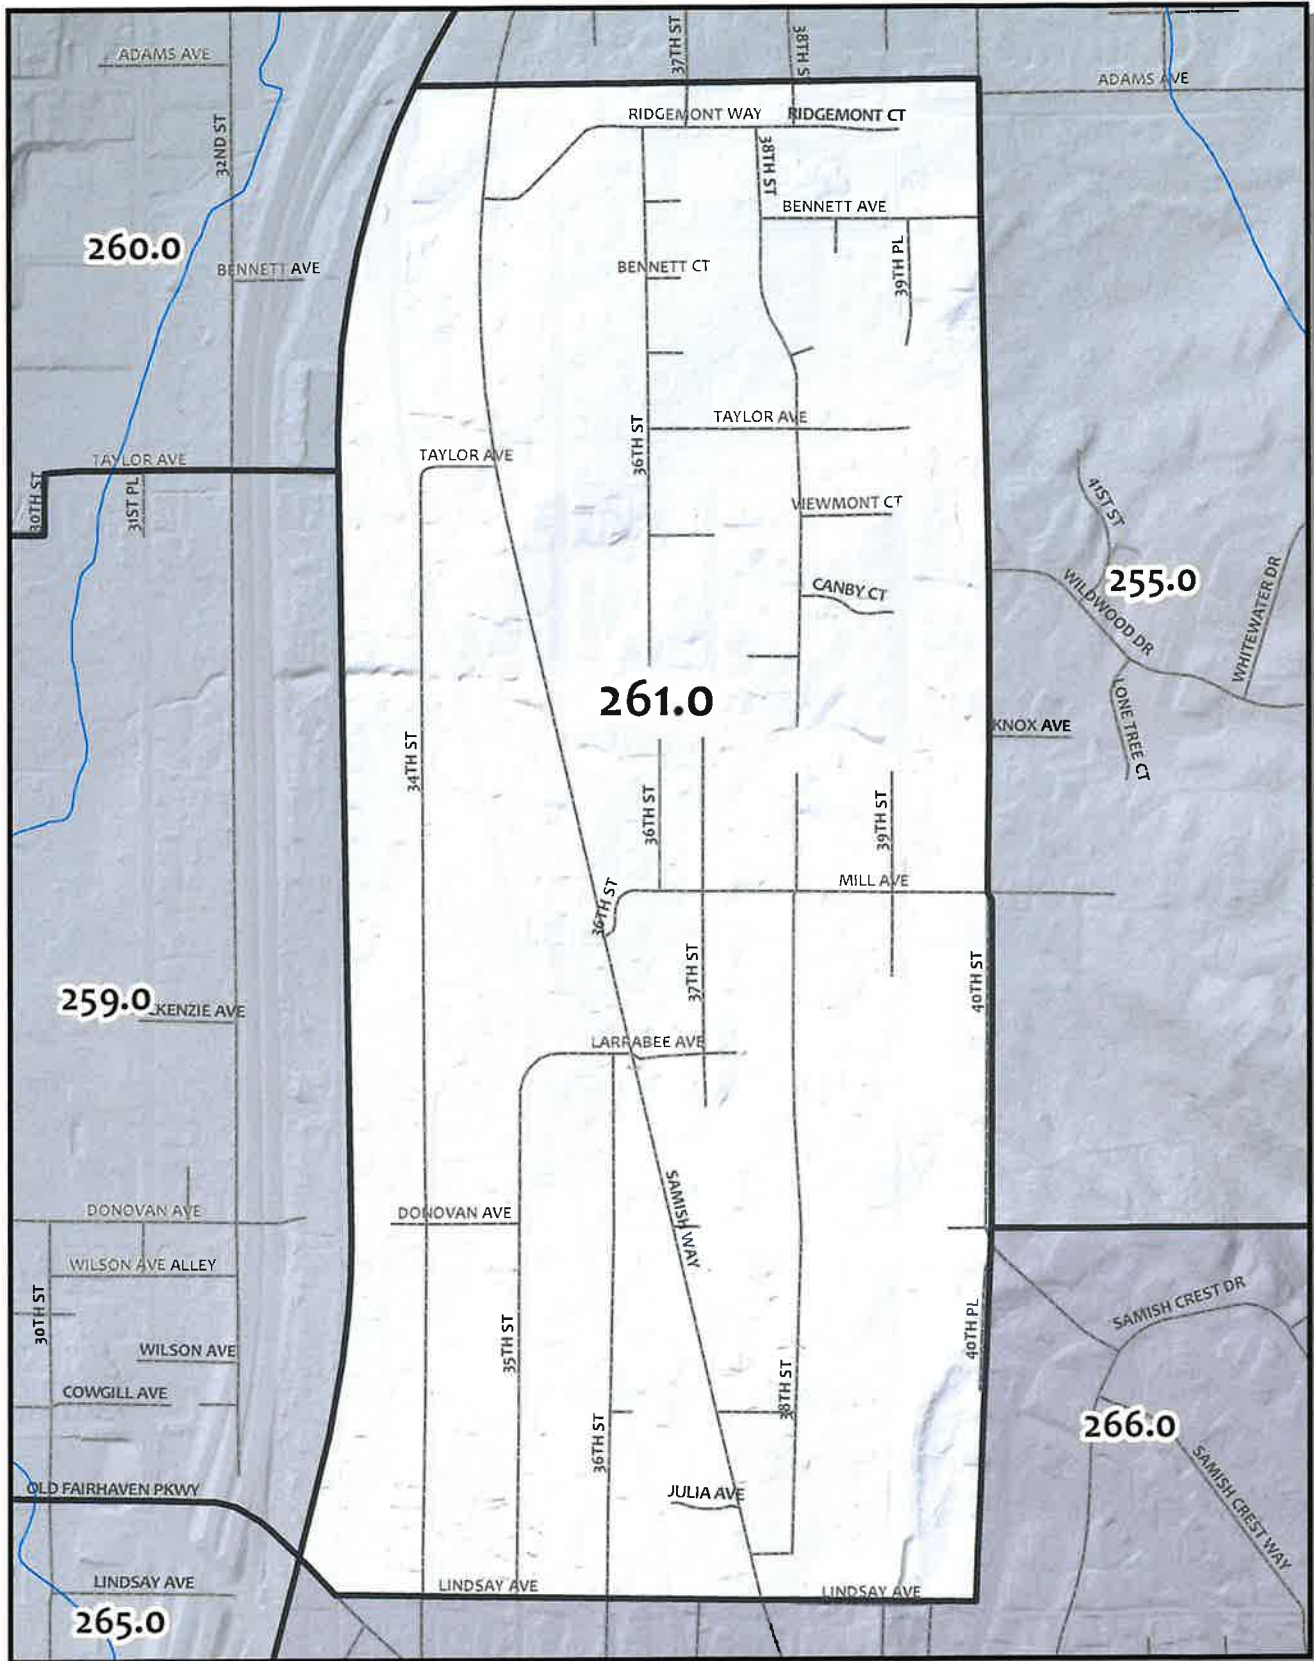 37TH ST
38TH S
ADAMS AVE
ADAMS AVE
32ND ST
RIDGEMONT WAY
RIDGEMONT CT
38TH ST
BENNETT AVE
260.0
BENNETT AVE
BENNETT CT
39TH PL
TAYLOR AVE
36TH ST
TAYLOR AVE
TAYLOR AVE
30TH ST
31ST PL
VIEWMONT CT
41ST ST
255.0
WILDWOOD DR
WHITEWATER DR
CANBY CT
LONE TREE CT
261.0
KNOX AVE
34TH ST
36TH ST
39TH ST
MILL AVE
36TH ST
37TH ST
40TH ST
259.0
CKENZIE AVE
LARRABEE AVE
SAMISH WAY
DONOVAN AVE
DONOVAN AVE
WILSON AVE ALLEY
30TH ST
35TH ST
40TH PL
SAMISH CREST DR
WILSON AVE
COWGILL AVE
38TH ST
36TH ST
266.0
SAMISH CREST WAY
OLD FAIRHAVEN PKWY
JULIA AVE
LINDSAY AVE
LINDSAY AVE
LINDSAY AVE
265.0